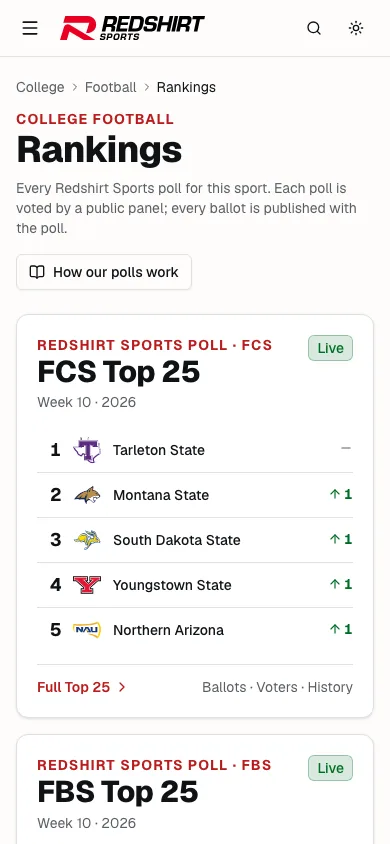 REDSHIRT
SPORTS
College > Football > Rankings
COLLEGE FOOTBALL
Rankings
Every Redshirt Sports poll for this sport. Each poll is
voted by a public panel; every ballot is published with
the poll.
How our polls work
REDSHIRT SPORTS POLL · FCS
Live
FCS Top 25
Week 10 · 2026
1 Tarleton State –
2 Montana State ↑ 1
3 South Dakota State ↑ 1
4 Y Youngstown State ↑ 1
5 NAU Northern Arizona ↑ 1
Full Top 25 >
Ballots · Voters · History
REDSHIRT SPORTS POLL · FBS
Live
FBS Top 25
Week 10 · 2026